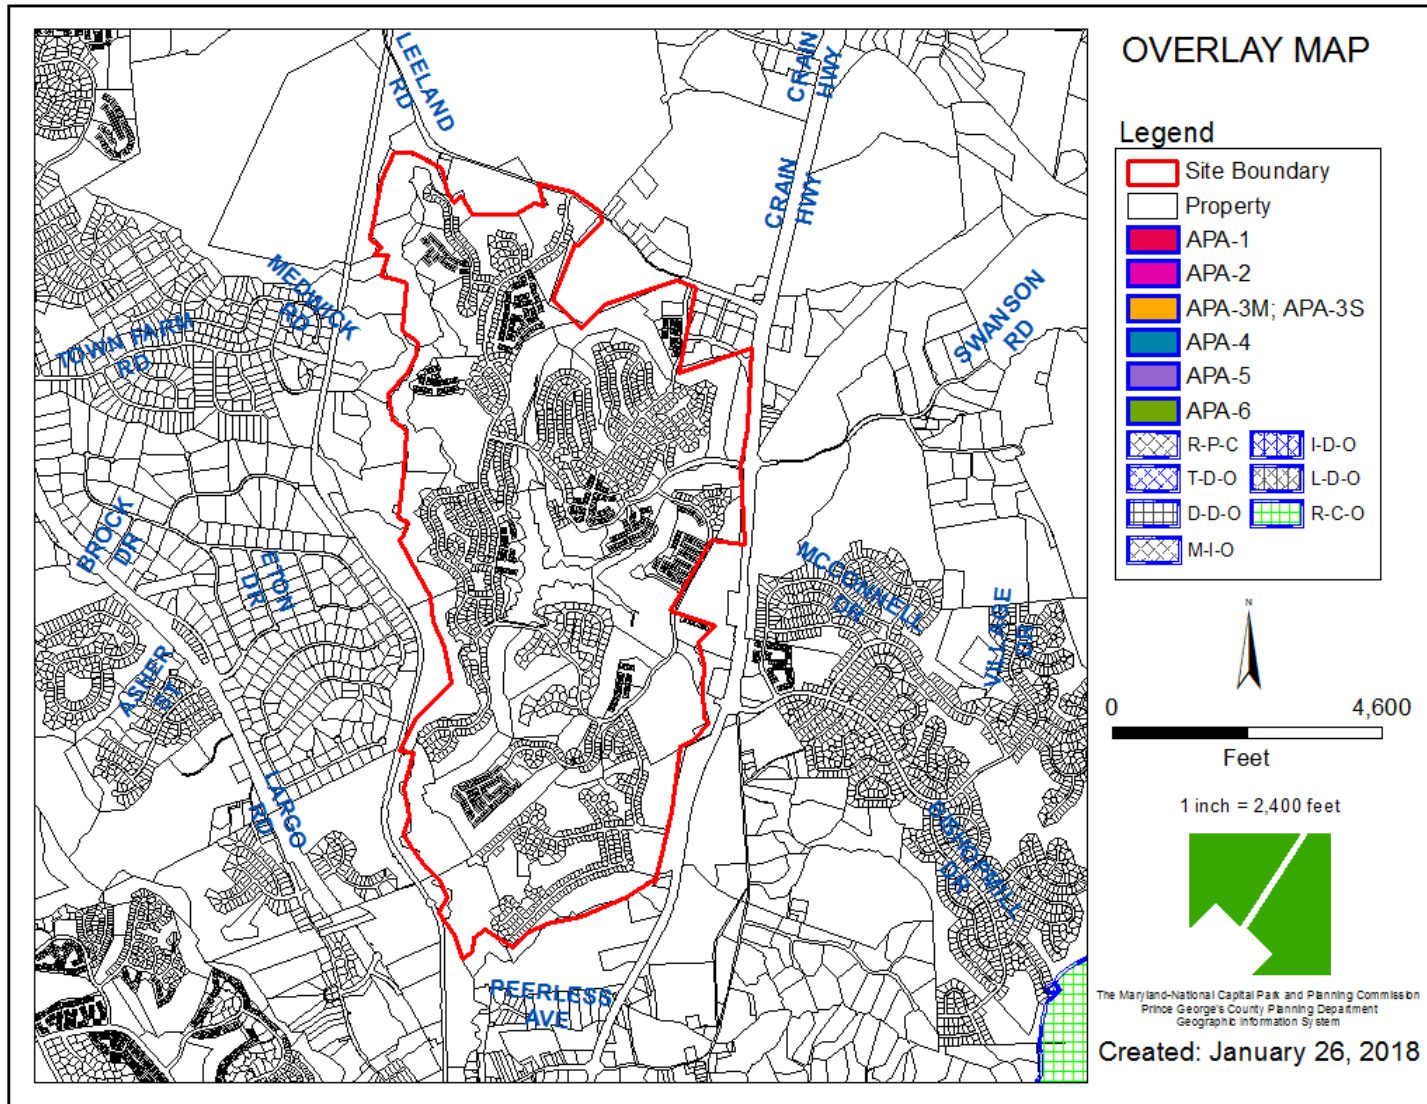 OVERLAY MAP
Legend
Site Boundary
Property
APA-1
APA-2
APA-3M; APA-3S
APA-4
APA-5
APA-6
R-P-C
I-D-O
T-D-O
L-D-O
D-D-O
R-C-O
M-I-O
N
0 4,600
Feet
1 inch = 2,400 feet
The Maryland-National Capital Park and Planning Commission
Prince George's County Planning Department
Geographic Information System
Created: January 26, 2018
LEELAND
RD
CRAIN
HWY
CRAIN
HWY
SWANSON
RD
MEDWICK
RD
TOWN FARM
RD
BROCK
DR
ETON
DR
ASHER
ST
LARGO
RD
MCCONNELL
DR
VILLAGE
DR
BISHOPMILL
DR
PEERLESS
AVE